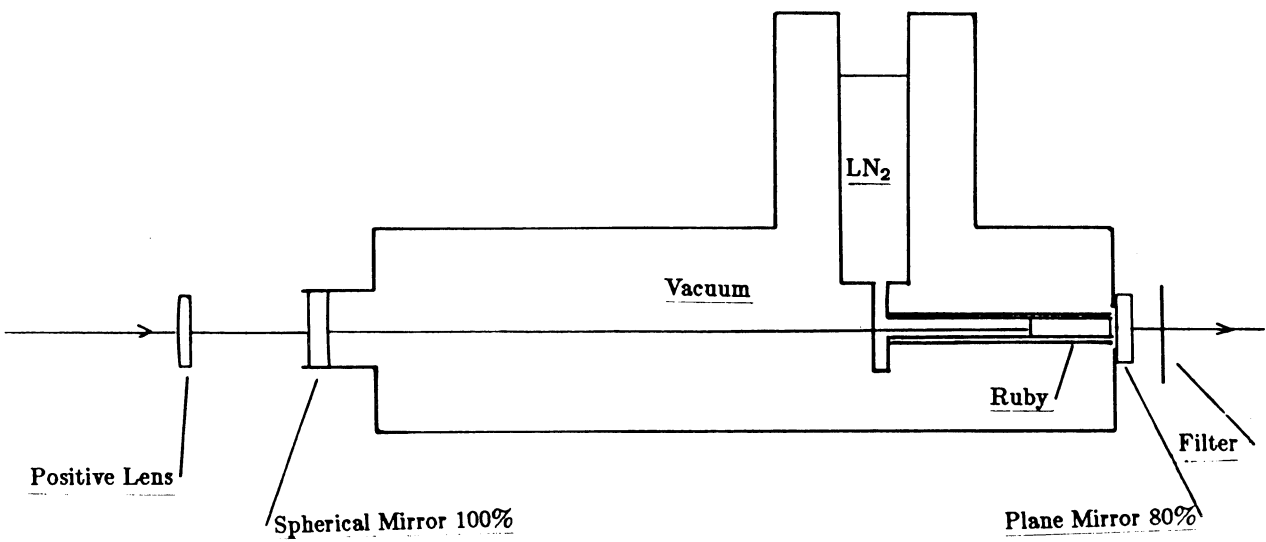 LN₂
Vacuum
Ruby
Filter
Positive Lens
Spherical Mirror 100%
Plane Mirror 80%